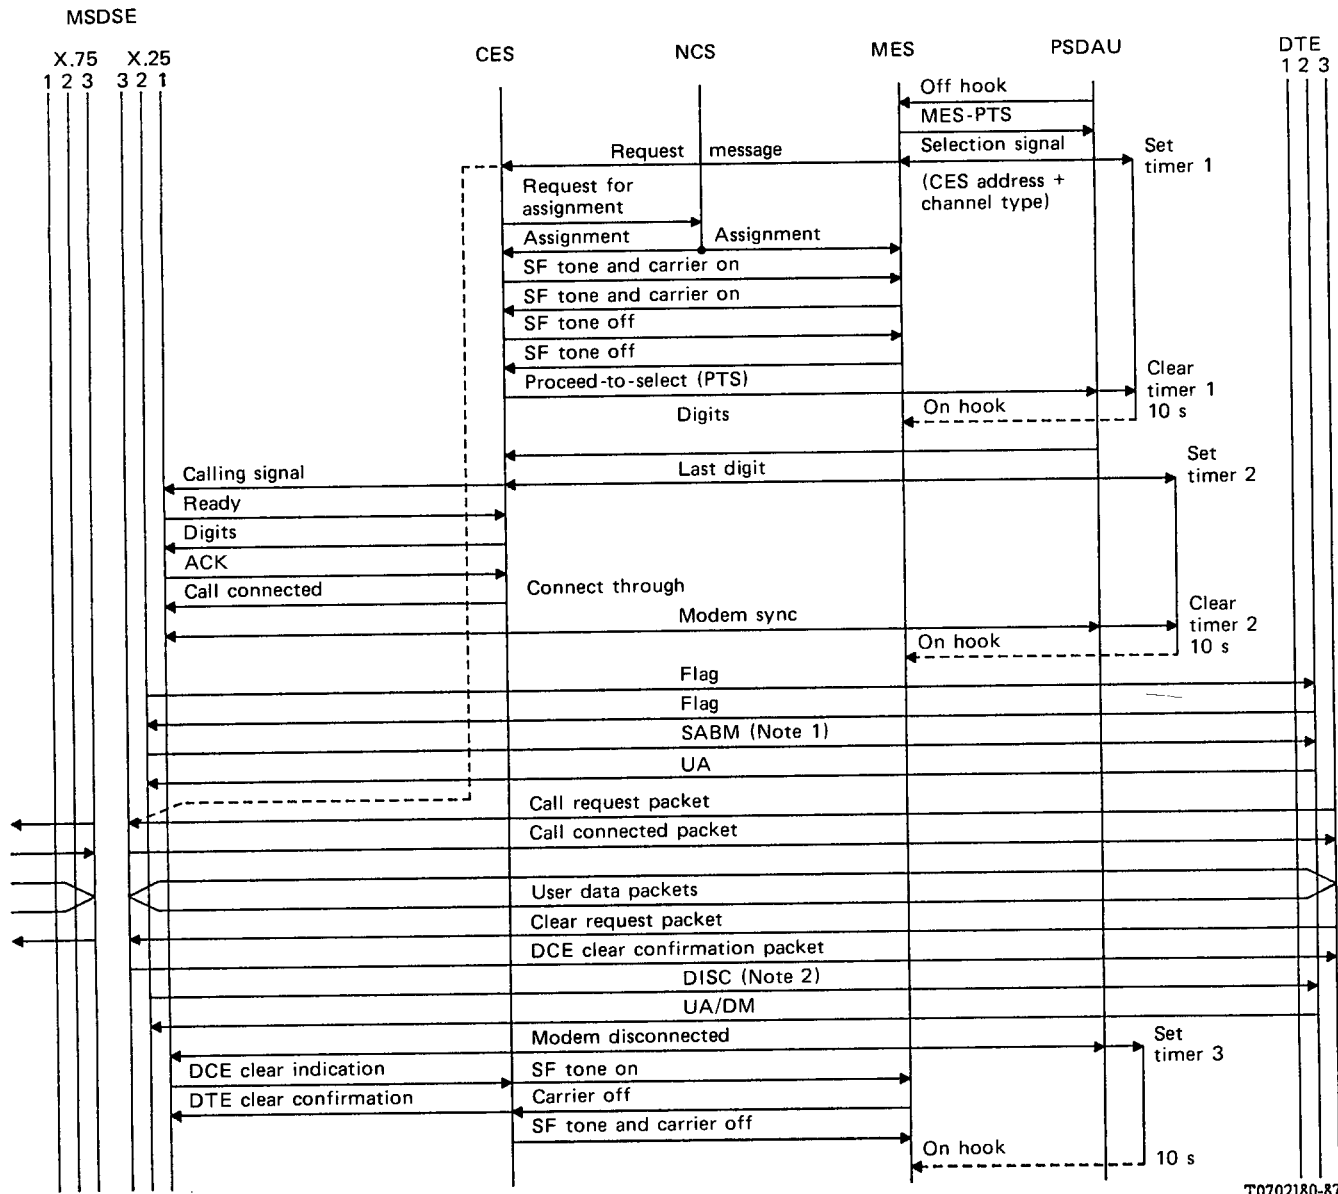 MSDSE
X.75 X.25 CES NCS MES PSDAU DTE
1 2 3 3 2 1 1 2 3
Off hook
MES-PTS
Request message
Selection signal
Set
timer 1
(CES address +
channel type)
Request for
assignment
Assignment Assignment
SF tone and carrier on
SF tone and carrier on
SF tone off
SF tone off
Proceed-to-select (PTS)
Clear
timer 1
10 s
On hook
Digits
Last digit
Set
timer 2
Calling signal
Ready
Digits
ACK
Call connected
Connect through
Modem sync
Clear
timer 2
10 s
On hook
Flag
Flag
SABM (Note 1)
UA
Call request packet
Call connected packet
User data packets
Clear request packet
DCE clear confirmation packet
DISC (Note 2)
UA/DM
Modem disconnected
Set
timer 3
DCE clear indication
SF tone on
DTE clear confirmation
Carrier off
SF tone and carrier off
On hook
10 s
T0702180-87